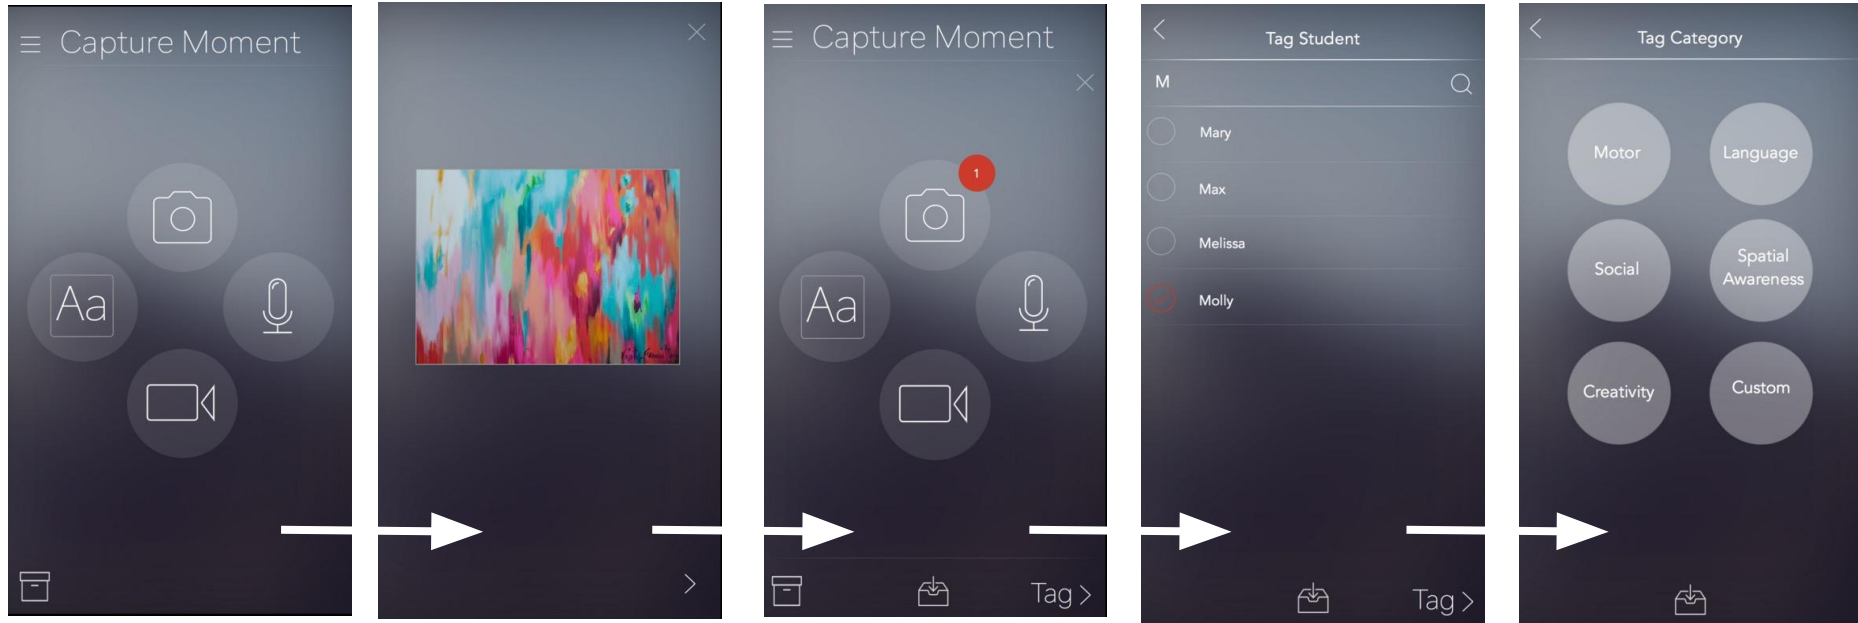 Capture Moment
Aa
Capture Moment
1
Aa
Tag >
Tag Student
M
Mary
Max
Melissa
Molly
Tag >
Tag Category
Motor
Language
Social
Spatial
Awareness
Creativity
Custom